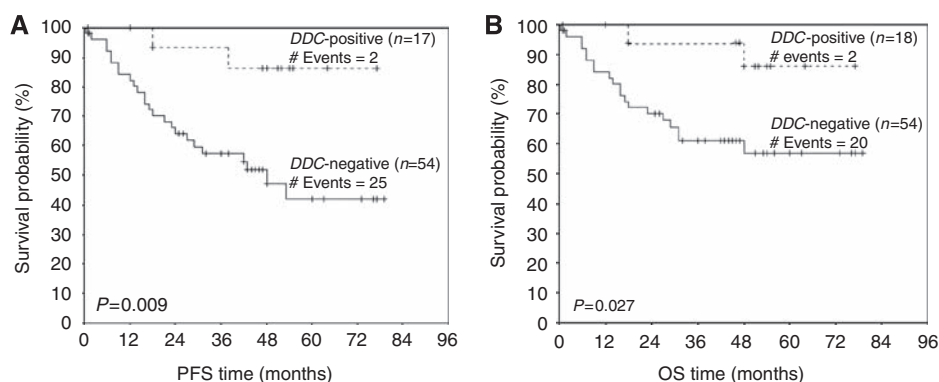 A
Survival probability (%)
100
90
80
70
60
50
40
30
20
10
0
DDC-positive (n=17)
# Events = 2
DDC-negative (n=54)
# Events = 25
P=0.009
0 12 24 36 48 60 72 84 96
PFS time (months)
B
Survival probability (%)
100
90
80
70
60
50
40
30
20
10
0
DDC-positive (n=18)
# events = 2
DDC-negative (n=54)
# Events = 20
P=0.027
0 12 24 36 48 60 72 84 96
OS time (months)